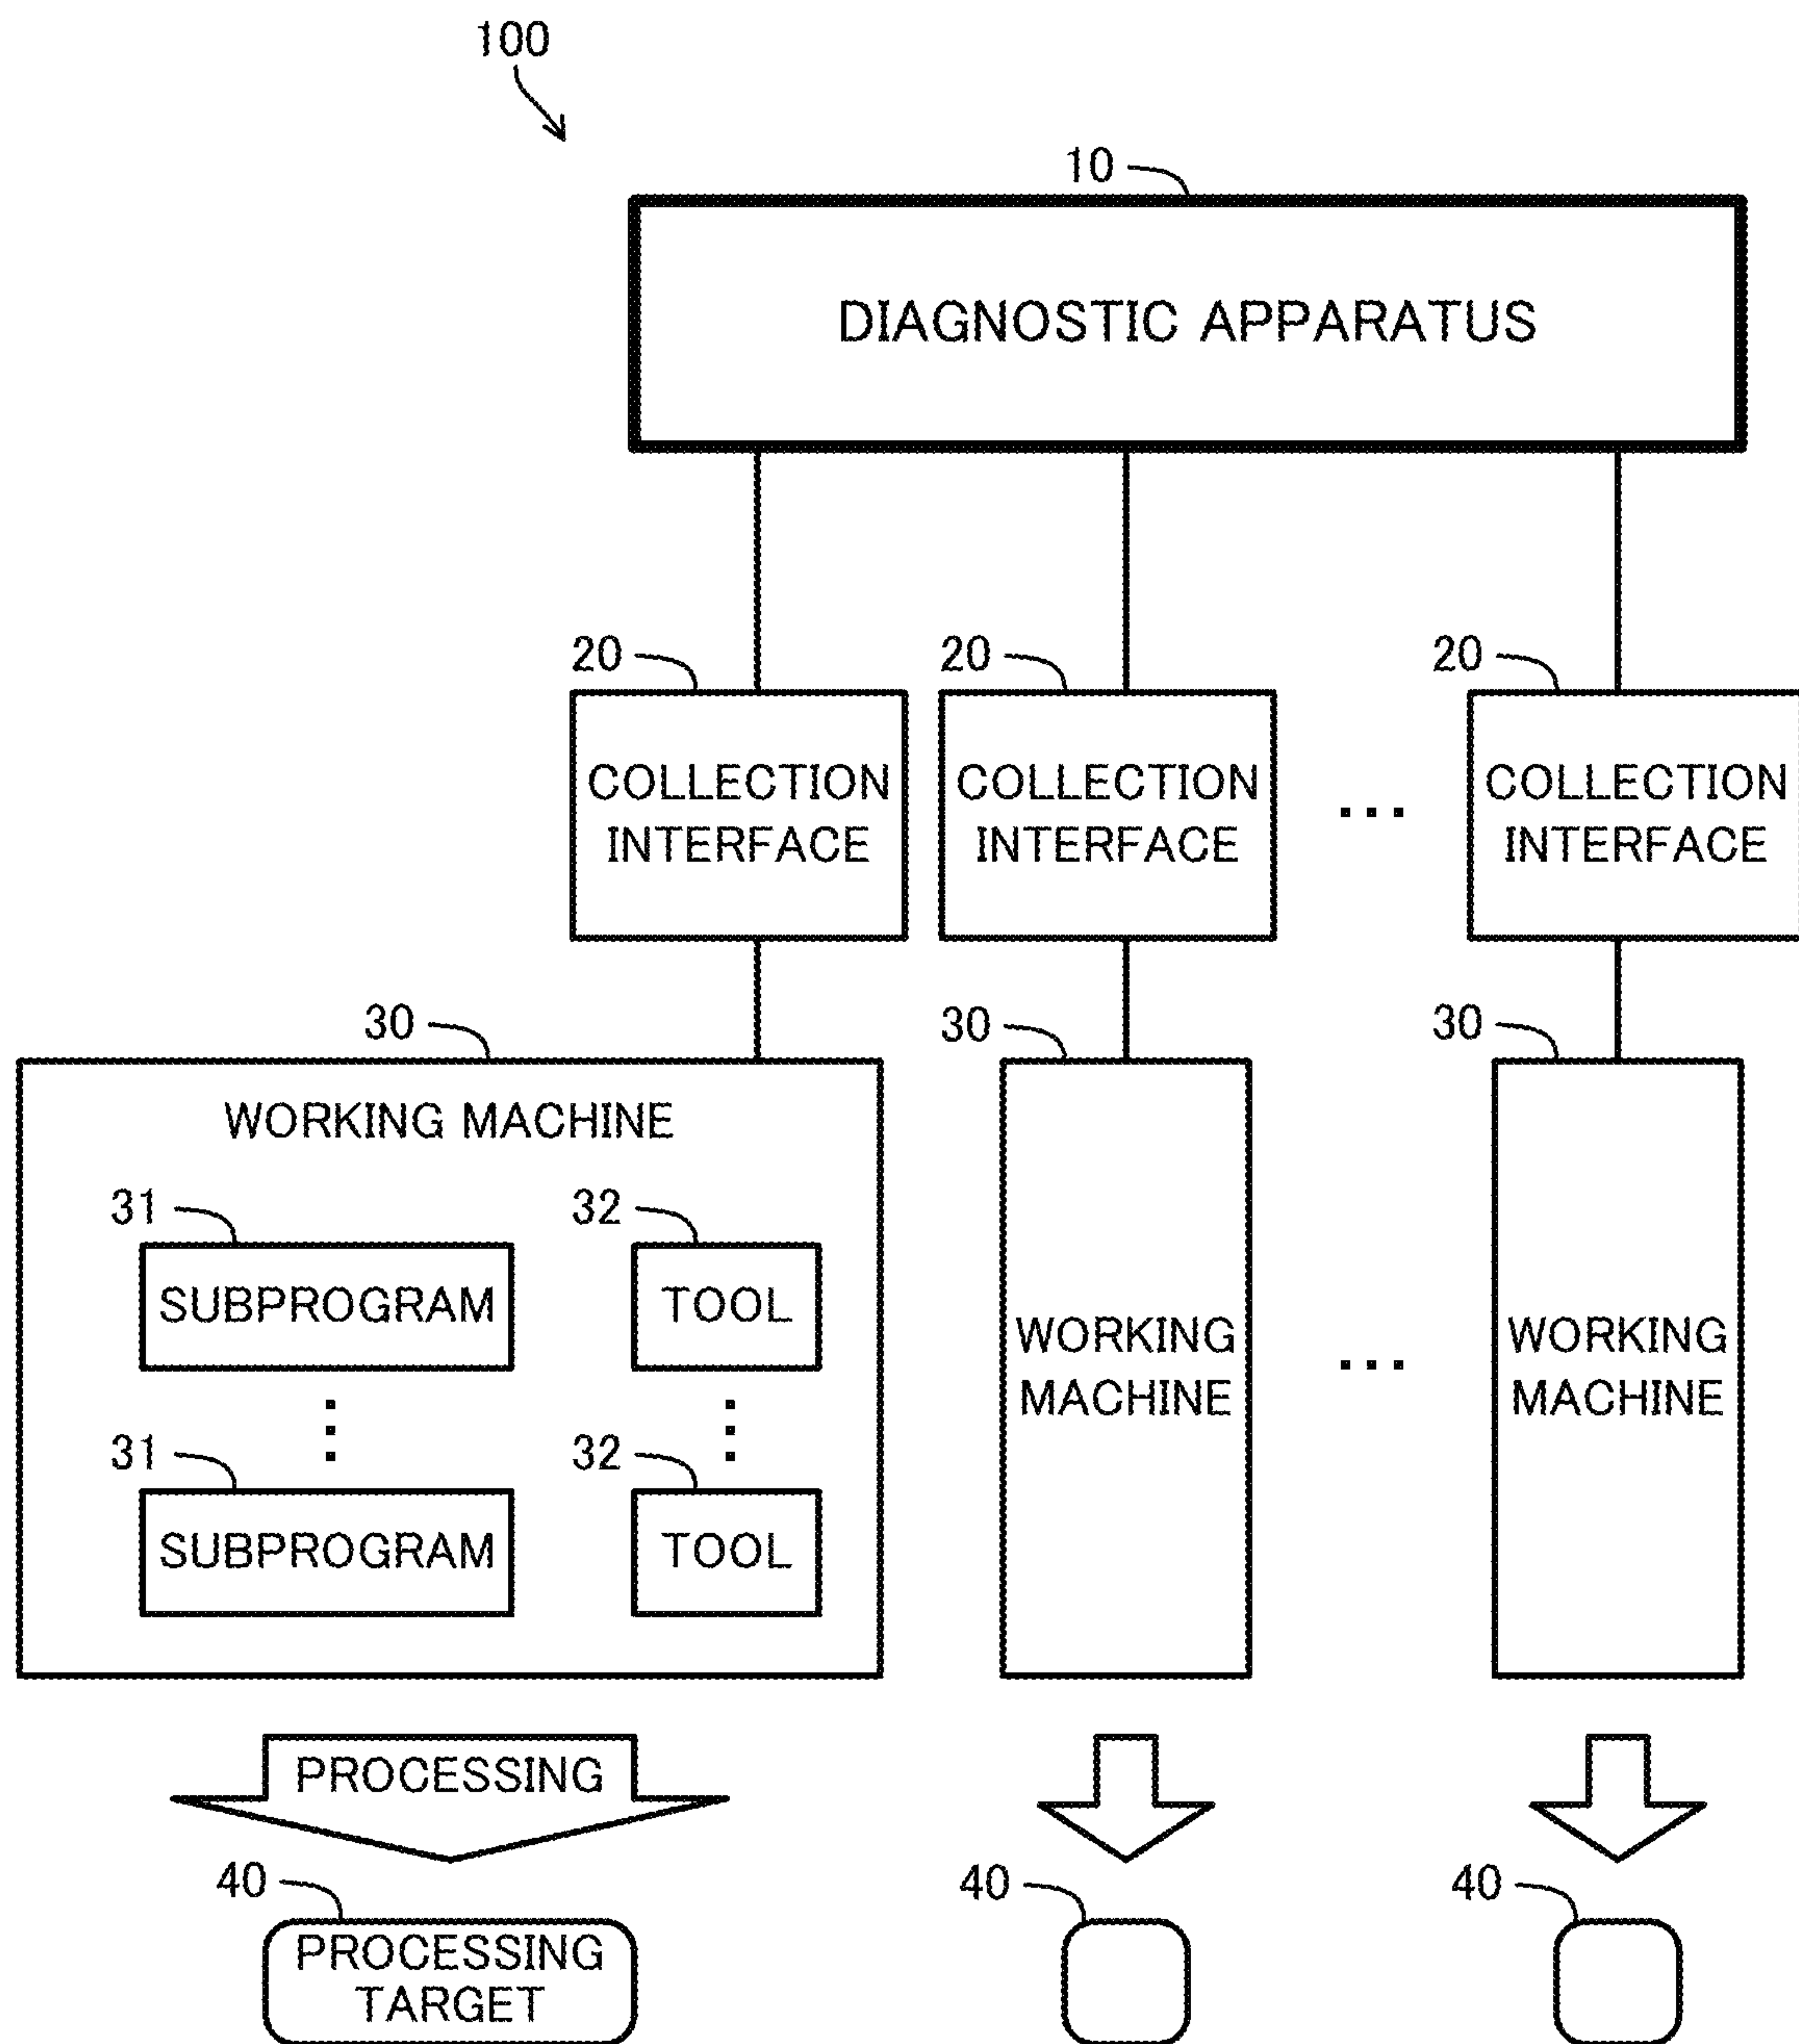 100
10
DIAGNOSTIC APPARATUS
20
20
20
COLLECTION
INTERFACE
COLLECTION
INTERFACE
...
COLLECTION
INTERFACE
30
30
30
WORKING MACHINE
31
32
SUBPROGRAM
TOOL
31
32
SUBPROGRAM
TOOL
WORKING
MACHINE
...
WORKING
MACHINE
PROCESSING
40
40
40
PROCESSING
TARGET